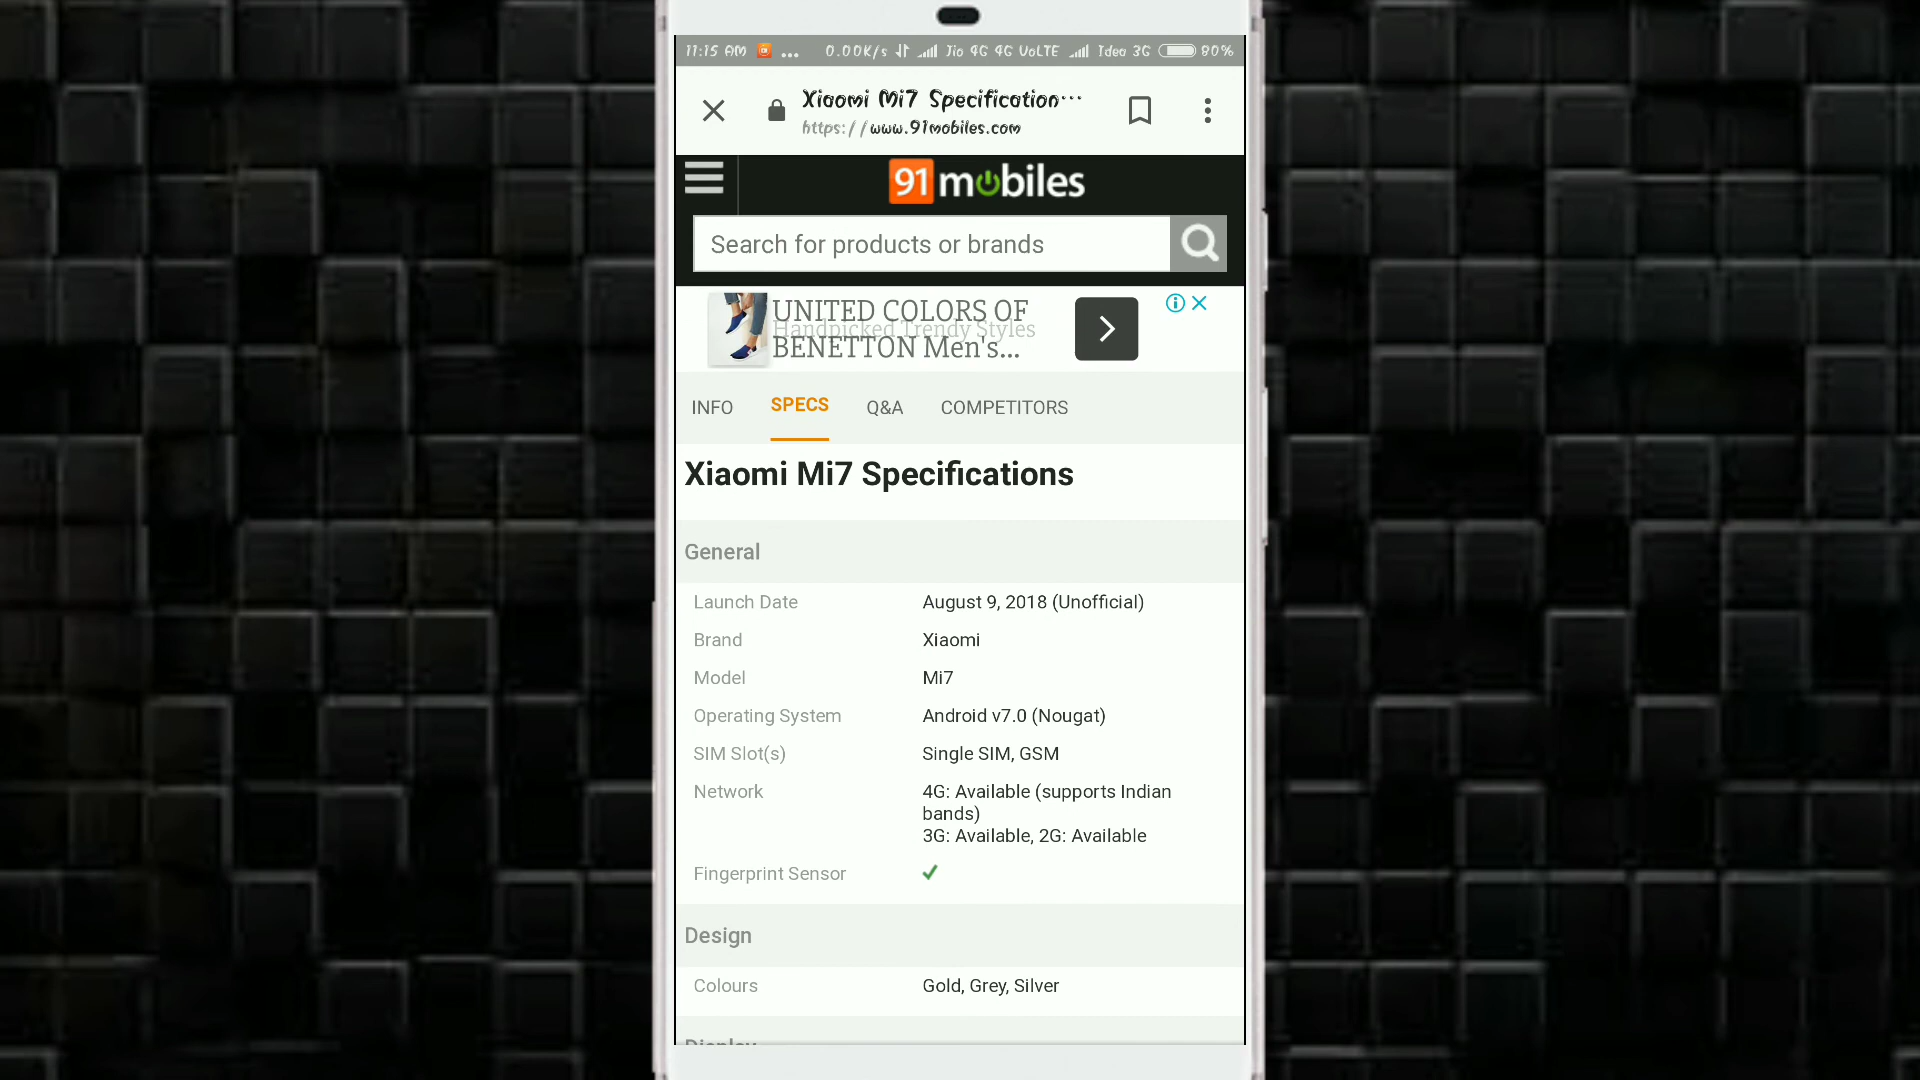 11:15 AM ... 0.00K/s Jio 4G 4G VoLTE Idea 3G 80%
Xiaomi Mi7 Specification...
https://www.91mobiles.com
91mobiles
Search for products or brands
UNITED COLORS OF
Handpicked Trendy Styles
BENETTON Men's...
INFO SPECS Q&A COMPETITORS
Xiaomi Mi7 Specifications
General
Launch Date August 9, 2018 (Unofficial)
Brand Xiaomi
Model Mi7
Operating System Android v7.0 (Nougat)
SIM Slot(s) Single SIM, GSM
Network 4G: Available (supports Indian
bands)
3G: Available, 2G: Available
Fingerprint Sensor ✓
Design
Colours Gold, Grey, Silver
Display